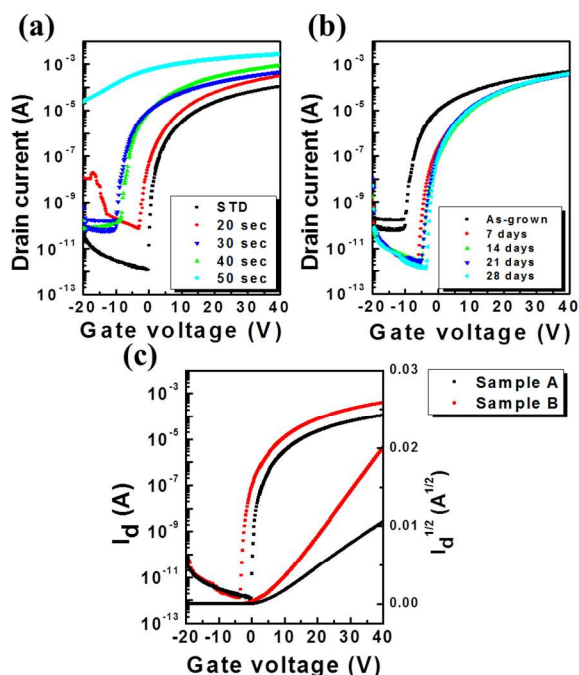 (a)
Drain current (A)
10⁻³
10⁻⁵
10⁻⁷
10⁻⁹
10⁻¹¹
10⁻¹³
-20 -10 0 10 20 30 40
Gate voltage (V)
STD
20 sec
30 sec
40 sec
50 sec
(b)
Drain current (A)
10⁻³
10⁻⁵
10⁻⁷
10⁻⁹
10⁻¹¹
10⁻¹³
-20 -10 0 10 20 30 40
Gate voltage (V)
As-grown
7 days
14 days
21 days
28 days
(c)
I_d (A)
10⁻³
10⁻⁵
10⁻⁷
10⁻⁹
10⁻¹¹
10⁻¹³
-20 -10 0 10 20 30 40
Gate voltage (V)
0.03
0.02
0.01
0.00
I_d^1/2 (A^1/2)
Sample A
Sample B